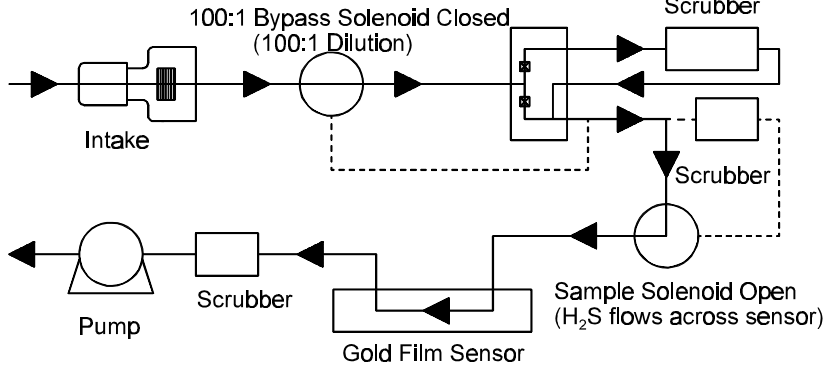 Scrubber
100:1 Bypass Solenoid Closed
(100:1 Dilution)
Intake
Scrubber
Scrubber
Pump
Sample Solenoid Open
(H₂S flows across sensor)
Gold Film Sensor